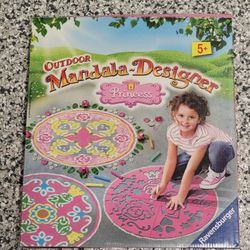 OUTDOOR
Mandala-Designer
Princess
5+
Ravensburger